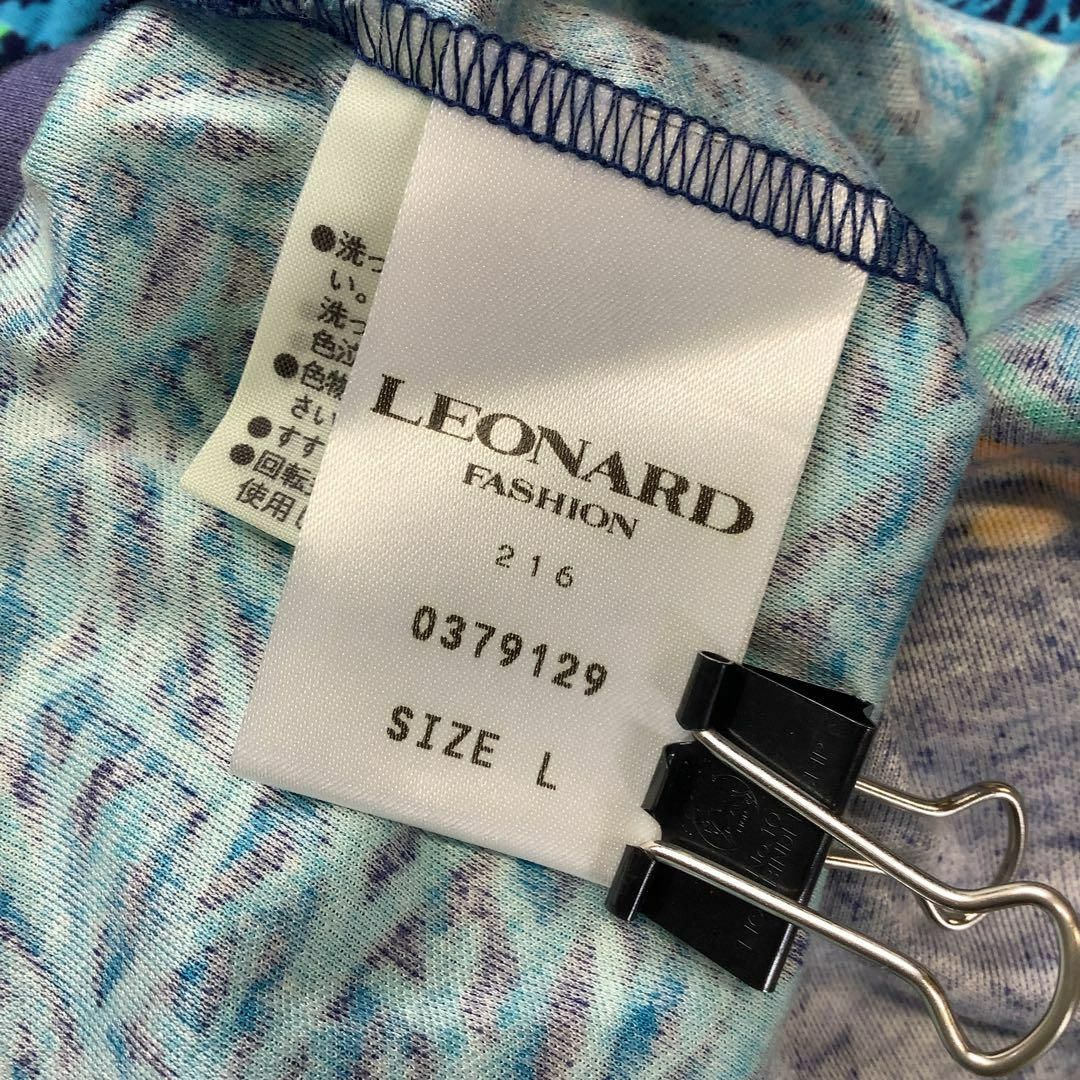 ●洗っ
い。
洗っ
色泣
●色物
さい
●すす
●回転
使用し
LEONARD
FASHION
216
0379129
SIZE L